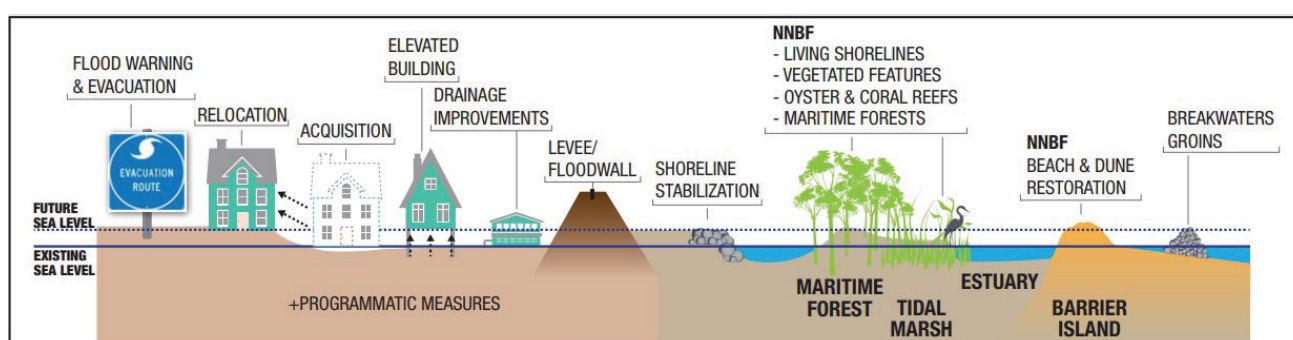 FLOOD WARNING
& EVACUATION
EVACUATION
ROUTE
RELOCATION
ACQUISITION
ELEVATED
BUILDING
DRAINAGE
IMPROVEMENTS
LEVEE/
FLOODWALL
SHORELINE
STABILIZATION
NNBF
- LIVING SHORELINES
- VEGETATED FEATURES
- OYSTER & CORAL REEFS
- MARITIME FORESTS
NNBF
BEACH & DUNE
RESTORATION
BREAKWATERS
GROINS
FUTURE
SEA LEVEL
EXISTING
SEA LEVEL
+PROGRAMMATIC MEASURES
MARITIME
FOREST
TIDAL
MARSH
ESTUARY
BARRIER
ISLAND